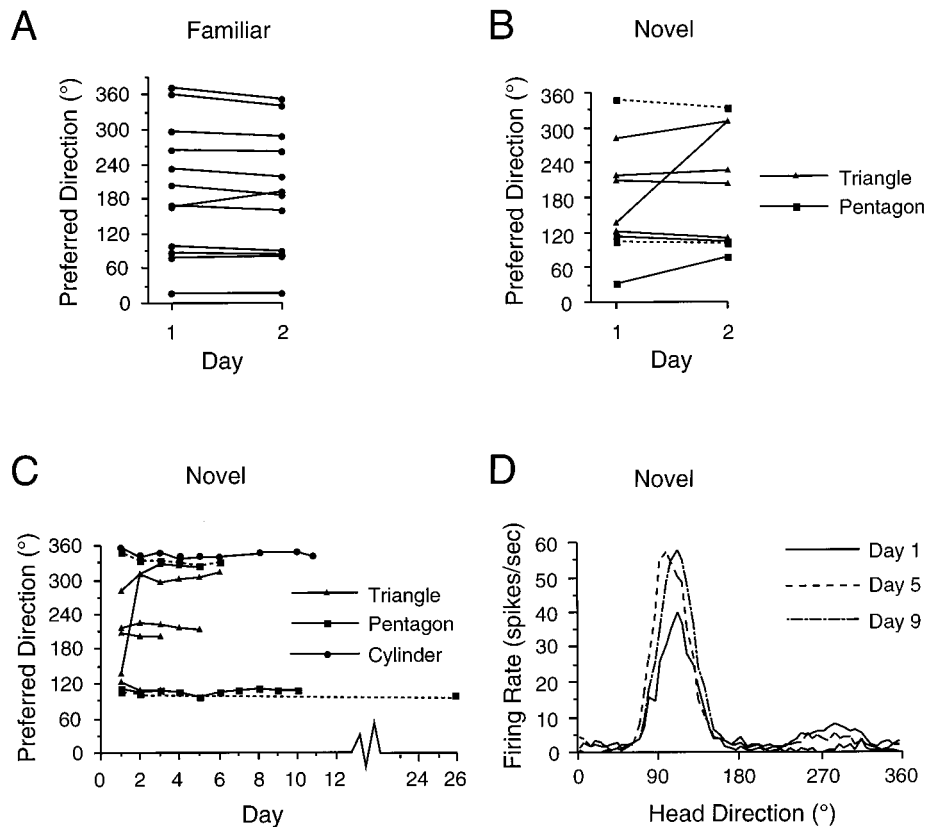 A
Familiar
Preferred Direction (°)
360
300
240
180
120
60
0
1
2
Day
B
Novel
Preferred Direction (°)
360
300
240
180
120
60
0
1
2
Day
Triangle
Pentagon
C
Novel
Preferred Direction (°)
360
300
240
180
120
60
0
0 2 4 6 8 10 12 24 26
Day
Triangle
Pentagon
Cylinder
D
Novel
Firing Rate (spikes/sec)
60
50
40
30
20
10
0
0 90 180 270 360
Head Direction (°)
Day 1
Day 5
Day 9